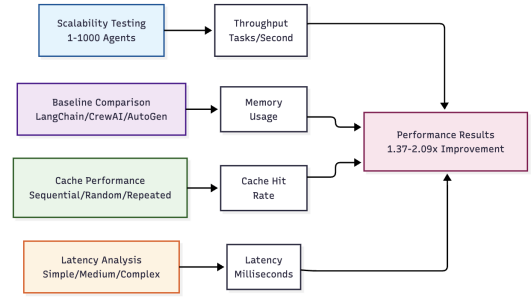 Scalability Testing
1-1000 Agents
Throughput
Tasks/Second
Baseline Comparison
LangChain/CrewAI/AutoGen
Memory
Usage
Performance Results
1.37-2.09x Improvement
Cache Performance
Sequential/Random/Repeated
Cache Hit
Rate
Latency Analysis
Simple/Medium/Complex
Latency
Milliseconds